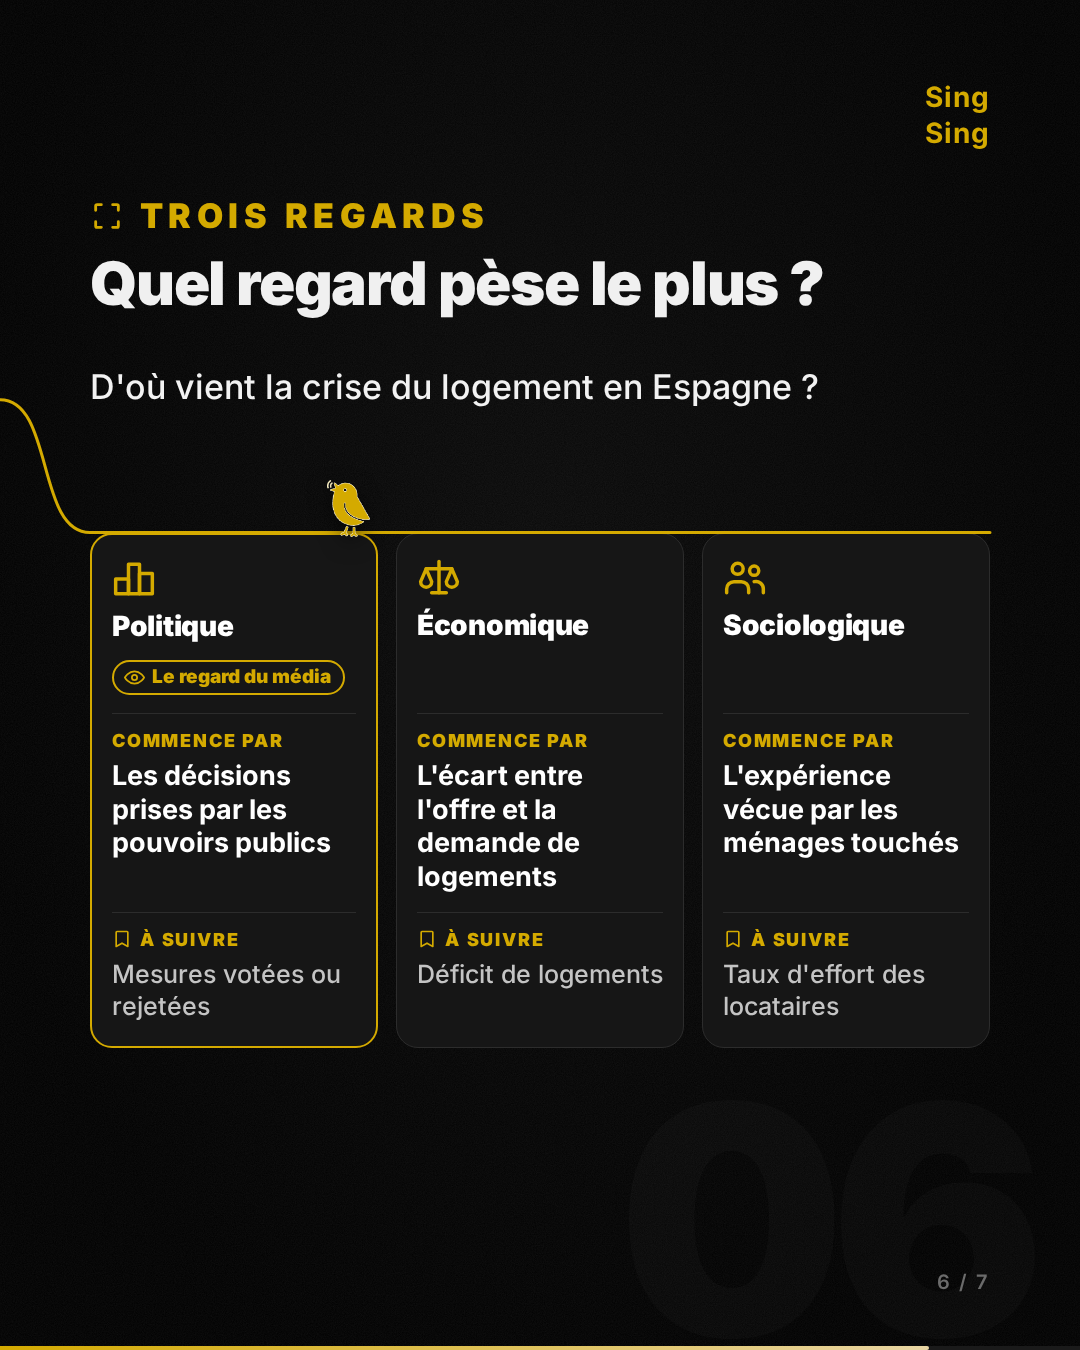 Sing
Sing
TROIS REGARDS
Quel regard pèse le plus ?
D'où vient la crise du logement en Espagne ?
Politique
Le regard du média
COMMENCE PAR
Les décisions
prises par les
pouvoirs publics
À SUIVRE
Mesures votées ou
rejetées
Économique
COMMENCE PAR
L'écart entre
l'offre et la
demande de
logements
À SUIVRE
Déficit de logements
Sociologique
COMMENCE PAR
L'expérience
vécue par les
ménages touchés
À SUIVRE
Taux d'effort des
locataires
06
6 / 7